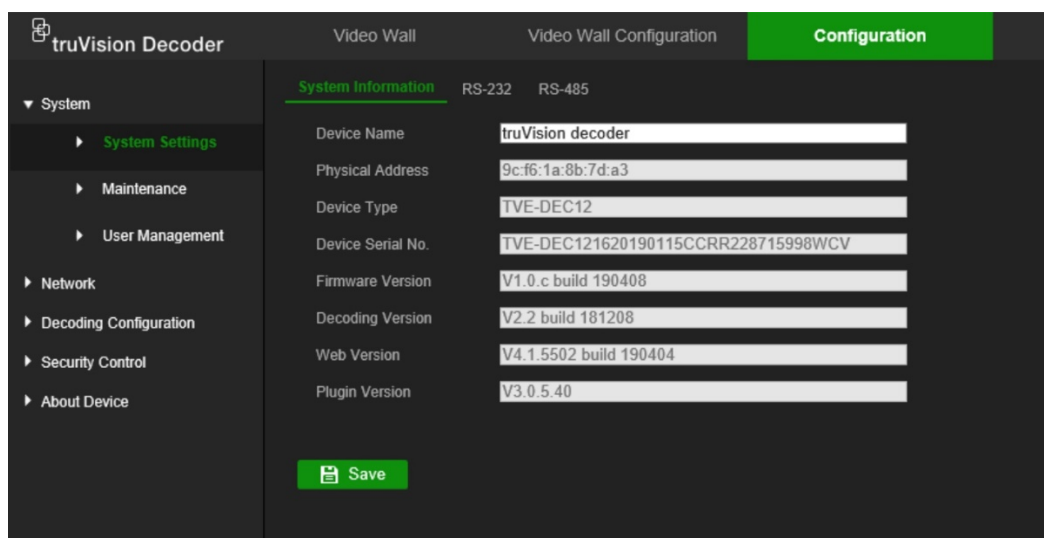 truVision Decoder
Video Wall
Video Wall Configuration
Configuration
System
System Settings
Maintenance
User Management
Network
Decoding Configuration
Security Control
About Device
System Information RS-232 RS-485
Device Name truVision decoder
Physical Address 9c:f6:1a:8b:7d:a3
Device Type TVE-DEC12
Device Serial No. TVE-DEC121620190115CCRR228715998WCV
Firmware Version V1.0.c build 190408
Decoding Version V2.2 build 181208
Web Version V4.1.5502 build 190404
Plugin Version V3.0.5.40
Save